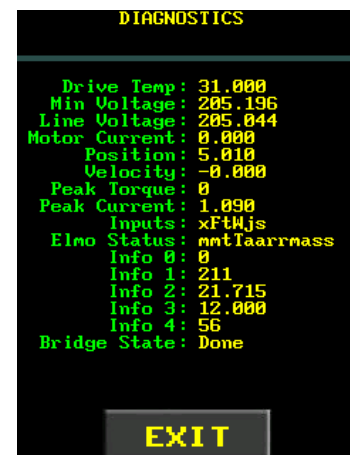 DIAGNOSTICS
Drive Temp: 31.000
Min Voltage: 205.196
Line Voltage: 205.044
Motor Current: 0.000
Position: 5.010
Velocity: -0.000
Peak Torque: 0
Peak Current: 1.090
Inputs: xFtWjs
Elmo Status: mmtTaarrmass
Info 0: 0
Info 1: 211
Info 2: 21.715
Info 3: 12.000
Info 4: 56
Bridge State: Done
EXIT